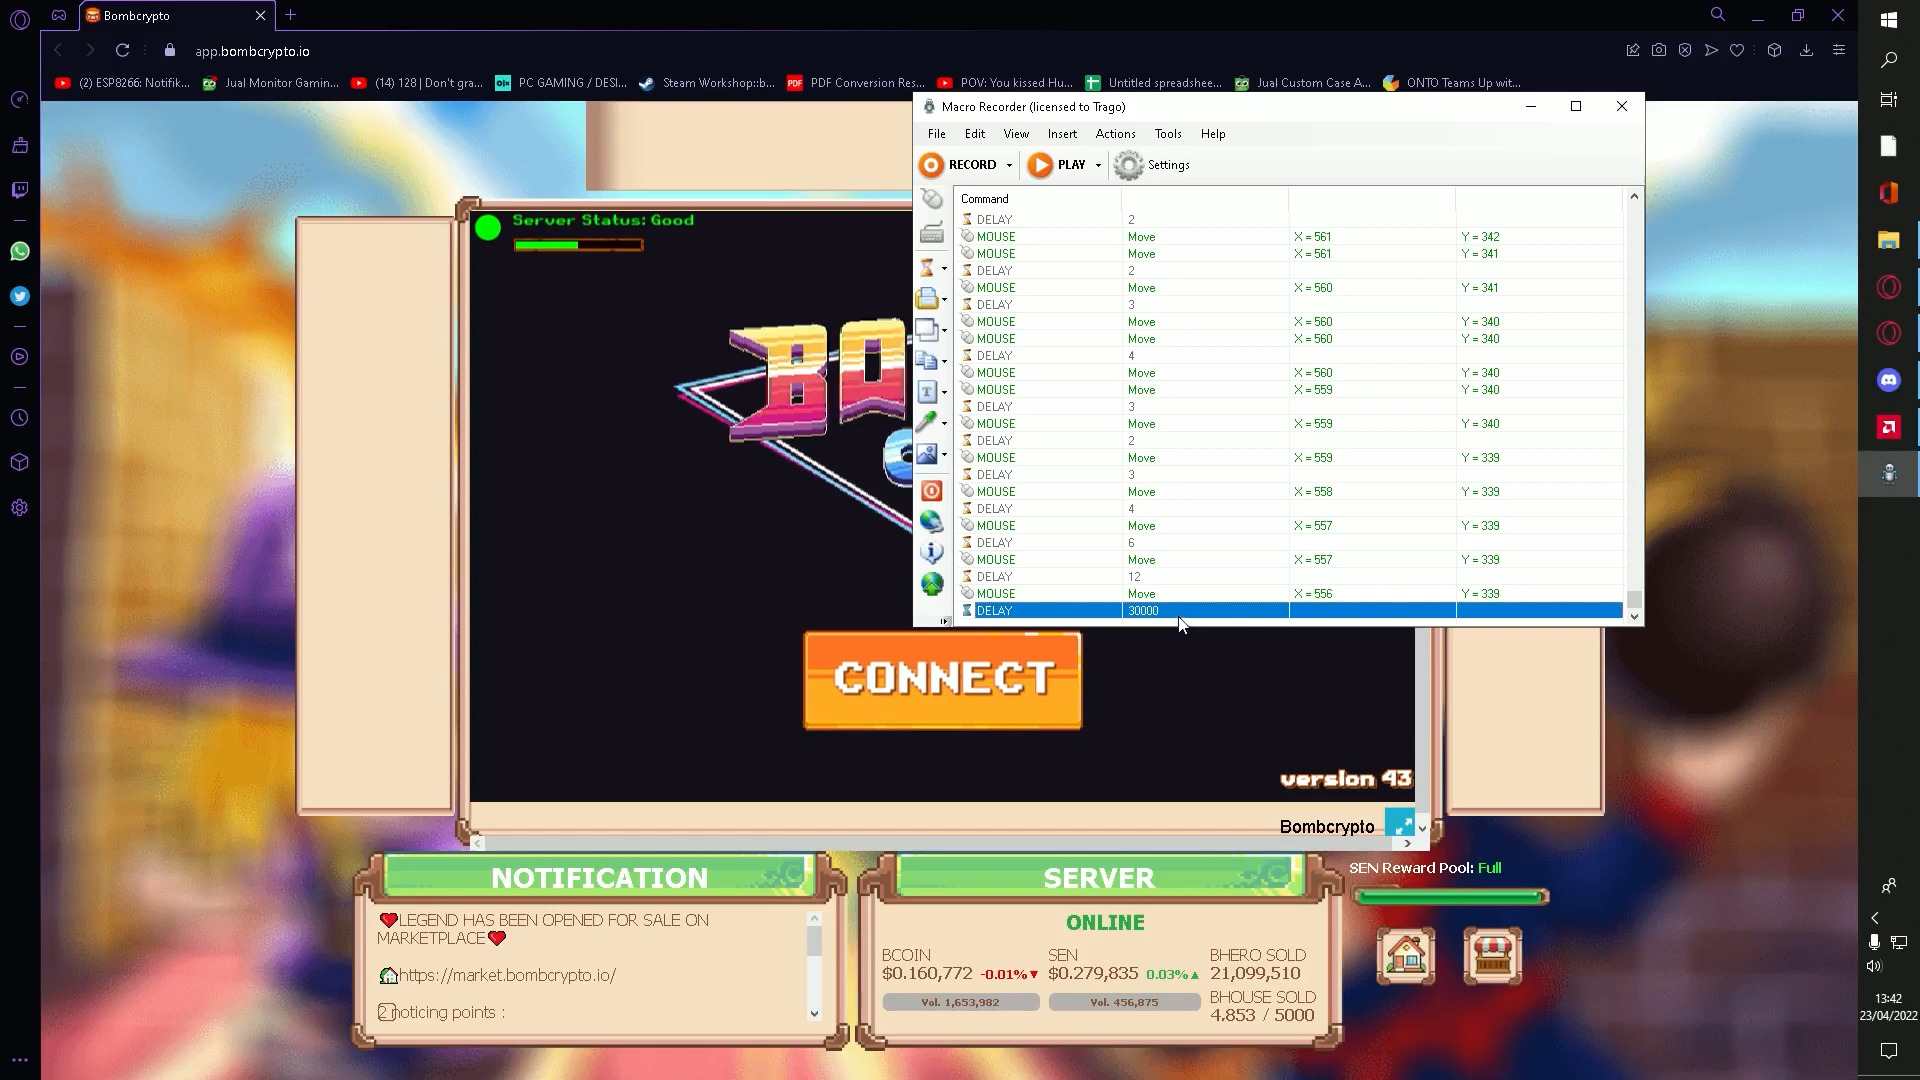 Bombcrypto
app.bombcrypto.io
(2) ESP8266: Notifik...
Jual Monitor Gamin...
(14) 128 | Don't gra...
PC GAMING / DESI...
Steam Workshop::b...
PDF Conversion Res...
POV: You kissed Hu...
Untitled spreadshee...
Jual Custom Case A...
ONTO Teams Up wit...
Macro Recorder (licensed to Trago)
File Edit View Insert Actions Tools Help
RECORD PLAY Settings
Command
DELAY 2
MOUSE Move X = 561 Y = 342
MOUSE Move X = 561 Y = 341
DELAY 2
MOUSE Move X = 560 Y = 341
DELAY 3
MOUSE Move X = 560 Y = 340
MOUSE Move X = 560 Y = 340
DELAY 4
MOUSE Move X = 560 Y = 340
MOUSE Move X = 559 Y = 340
DELAY 3
MOUSE Move X = 559 Y = 340
DELAY 2
MOUSE Move X = 559 Y = 339
DELAY 3
MOUSE Move X = 558 Y = 339
DELAY 4
MOUSE Move X = 557 Y = 339
DELAY 6
MOUSE Move X = 557 Y = 339
DELAY 12
MOUSE Move X = 556 Y = 339
DELAY 30000
Server Status: Good
BO
CONNECT
version 43
Bombcrypto
NOTIFICATION
❤LEGEND HAS BEEN OPENED FOR SALE ON
MARKETPLACE❤
🏠https://market.bombcrypto.io/
2 noticing points :
SERVER
ONLINE
BCOIN
$0.160,772 -0.01%▼
Vol. 1,653,982
SEN
$0.279,835 0.03%▲
Vol. 456,875
BHERO SOLD
21,099,510
BHOUSE SOLD
4.853 / 5000
SEN Reward Pool: Full
13:42
23/04/2022